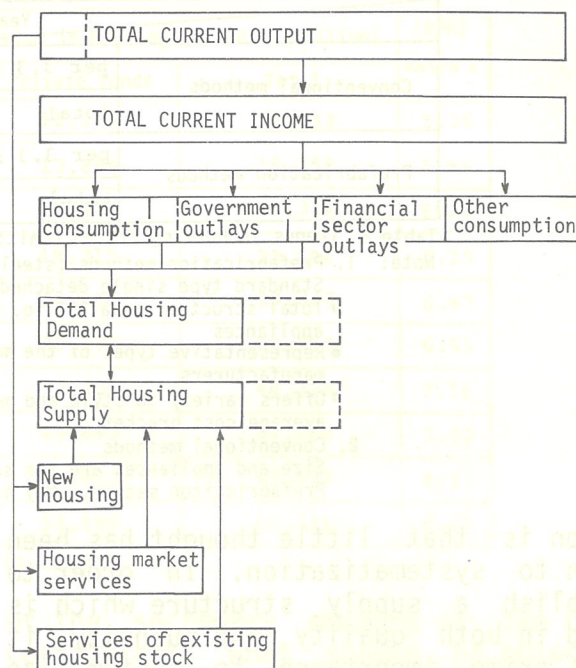 TOTAL CURRENT OUTPUT
TOTAL CURRENT INCOME
Housing consumption
Government outlays
Financial sector outlays
Other consumption
Total Housing
Demand
Total Housing
Supply
New
housing
Housing market
services
Services of existing
housing stock